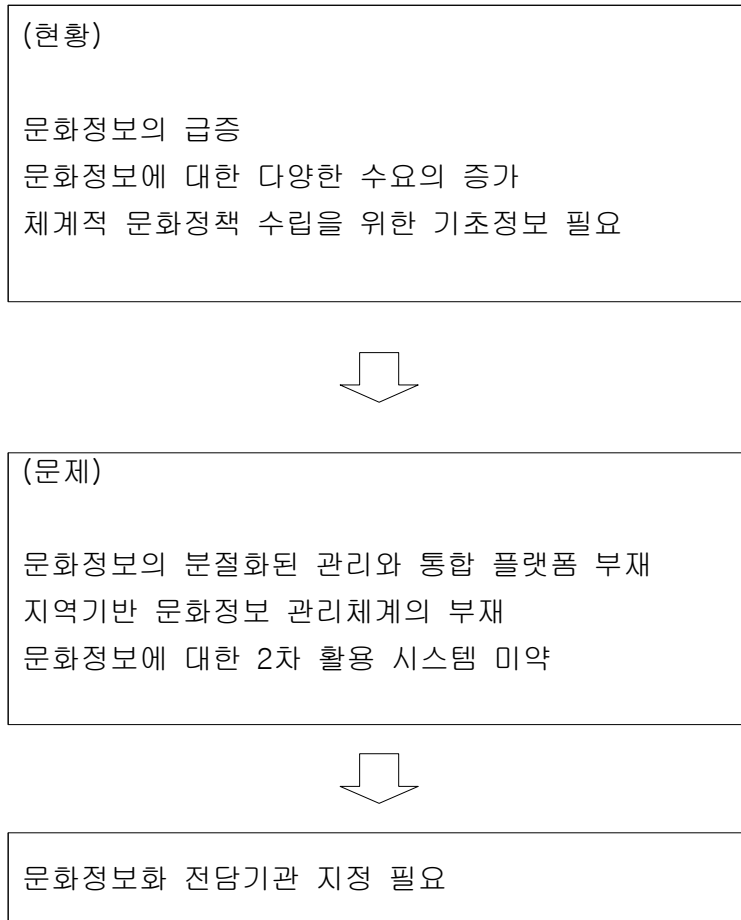 (현황)
문화정보의 급증
문화정보에 대한 다양한 수요의 증가
체계적 문화정책 수립을 위한 기초정보 필요
(문제)
문화정보의 분절화된 관리와 통합 플랫폼 부재
지역기반 문화정보 관리체계의 부재
문화정보에 대한 2차 활용 시스템 미약
문화정보화 전담기관 지정 필요